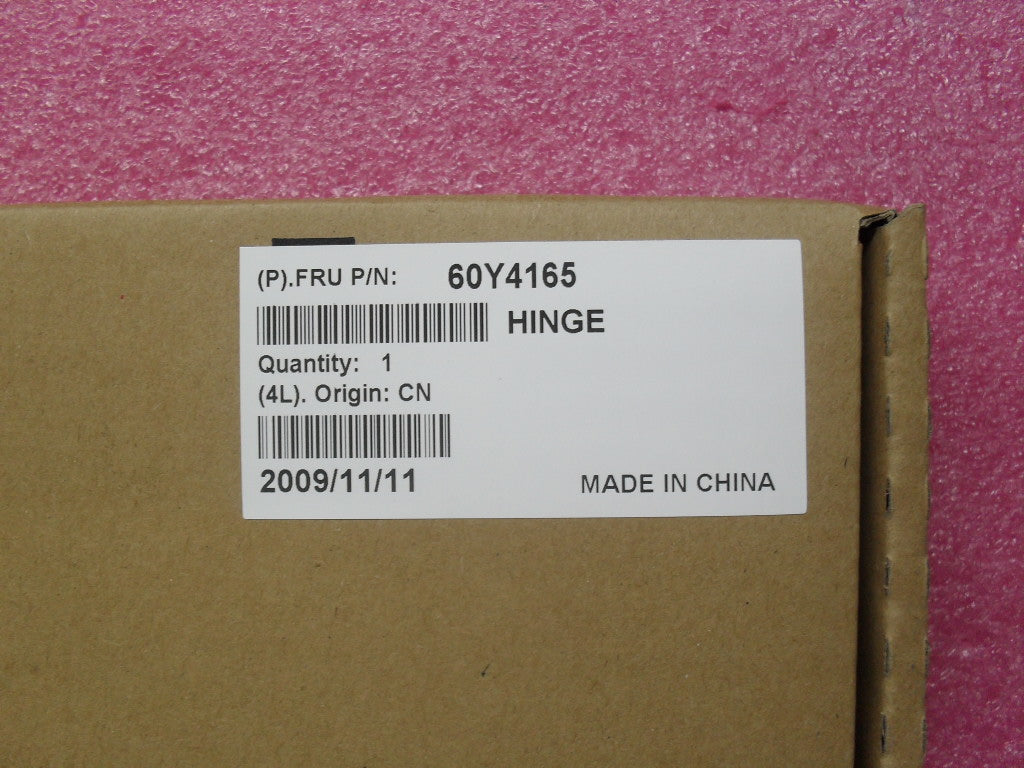 (P).FRU P/N: 60Y4165
HINGE
Quantity: 1
(4L). Origin: CN
2009/11/11
MADE IN CHINA